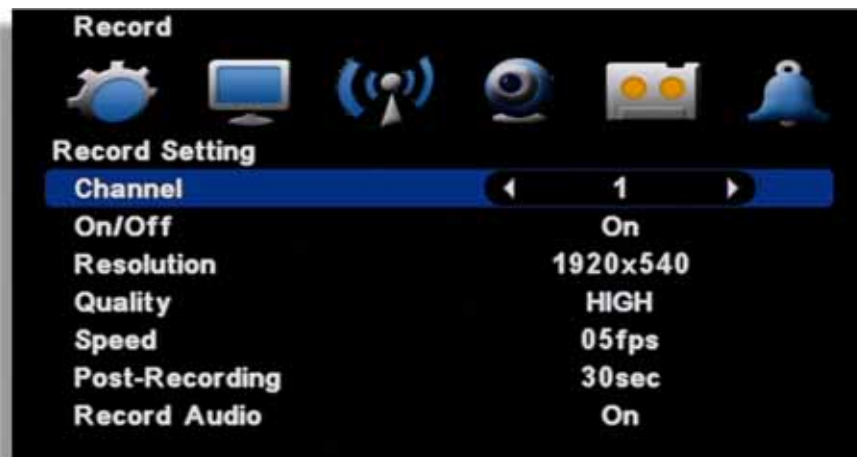 Record
Record Setting
Channel 1
On/Off On
Resolution 1920x540
Quality HIGH
Speed 05fps
Post-Recording 30sec
Record Audio On